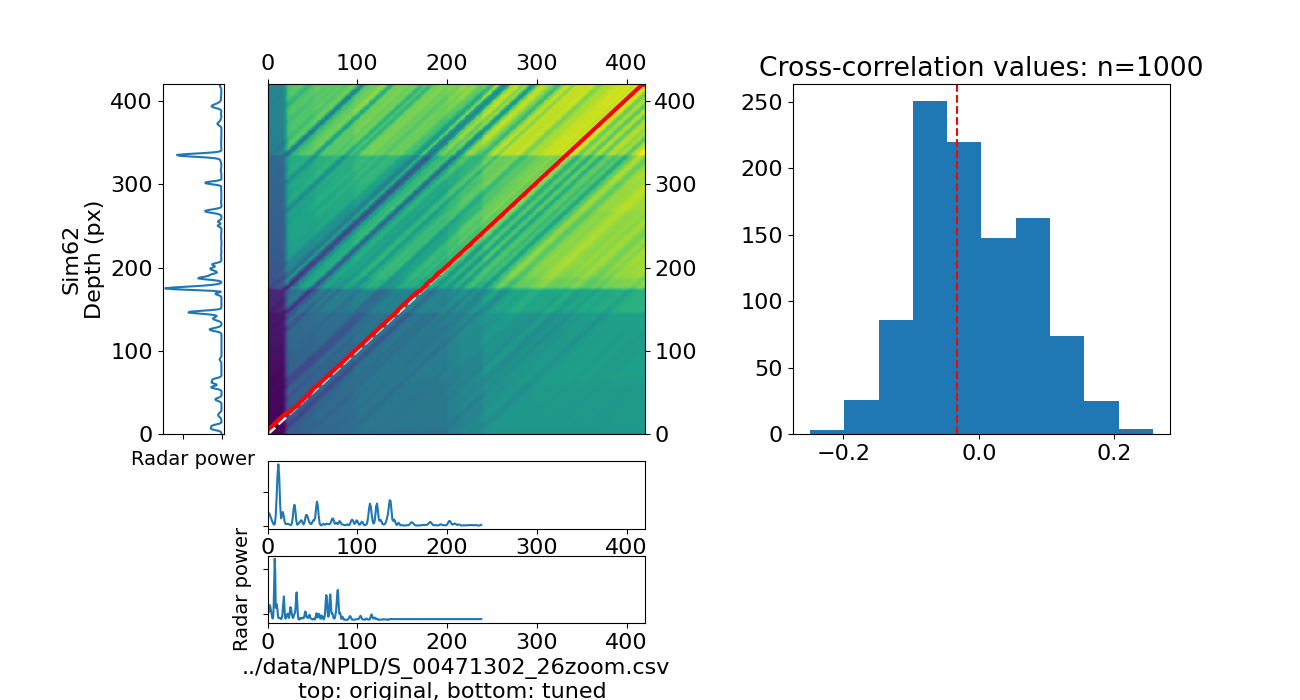 Cross-correlation values: n=1000
0 100 200 300 400
400 300 200 100 0
Sim62
Depth (px)
400 300 200 100 0
250 200 150 100 50 0
−0.2 0.0 0.2
Radar power
0 100 200 300 400
Radar power
0 100 200 300 400
../data/NPLD/S_00471302_26zoom.csv
top: original, bottom: tuned